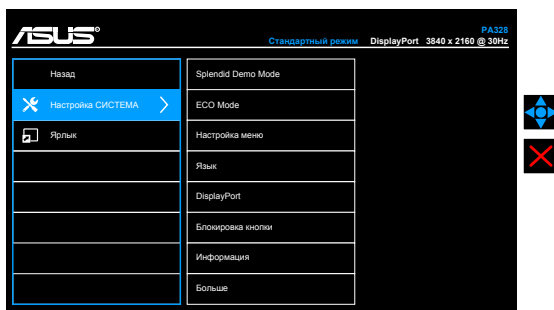 ASUS
PA328
Стандартный режим DisplayPort 3840 x 2160 @ 30Hz
Назад
Настройка СИСТЕМА
Ярлык
Splendid Demo Mode
ECO Mode
Настройка меню
Язык
DisplayPort
Блокировка кнопки
Информация
Больше